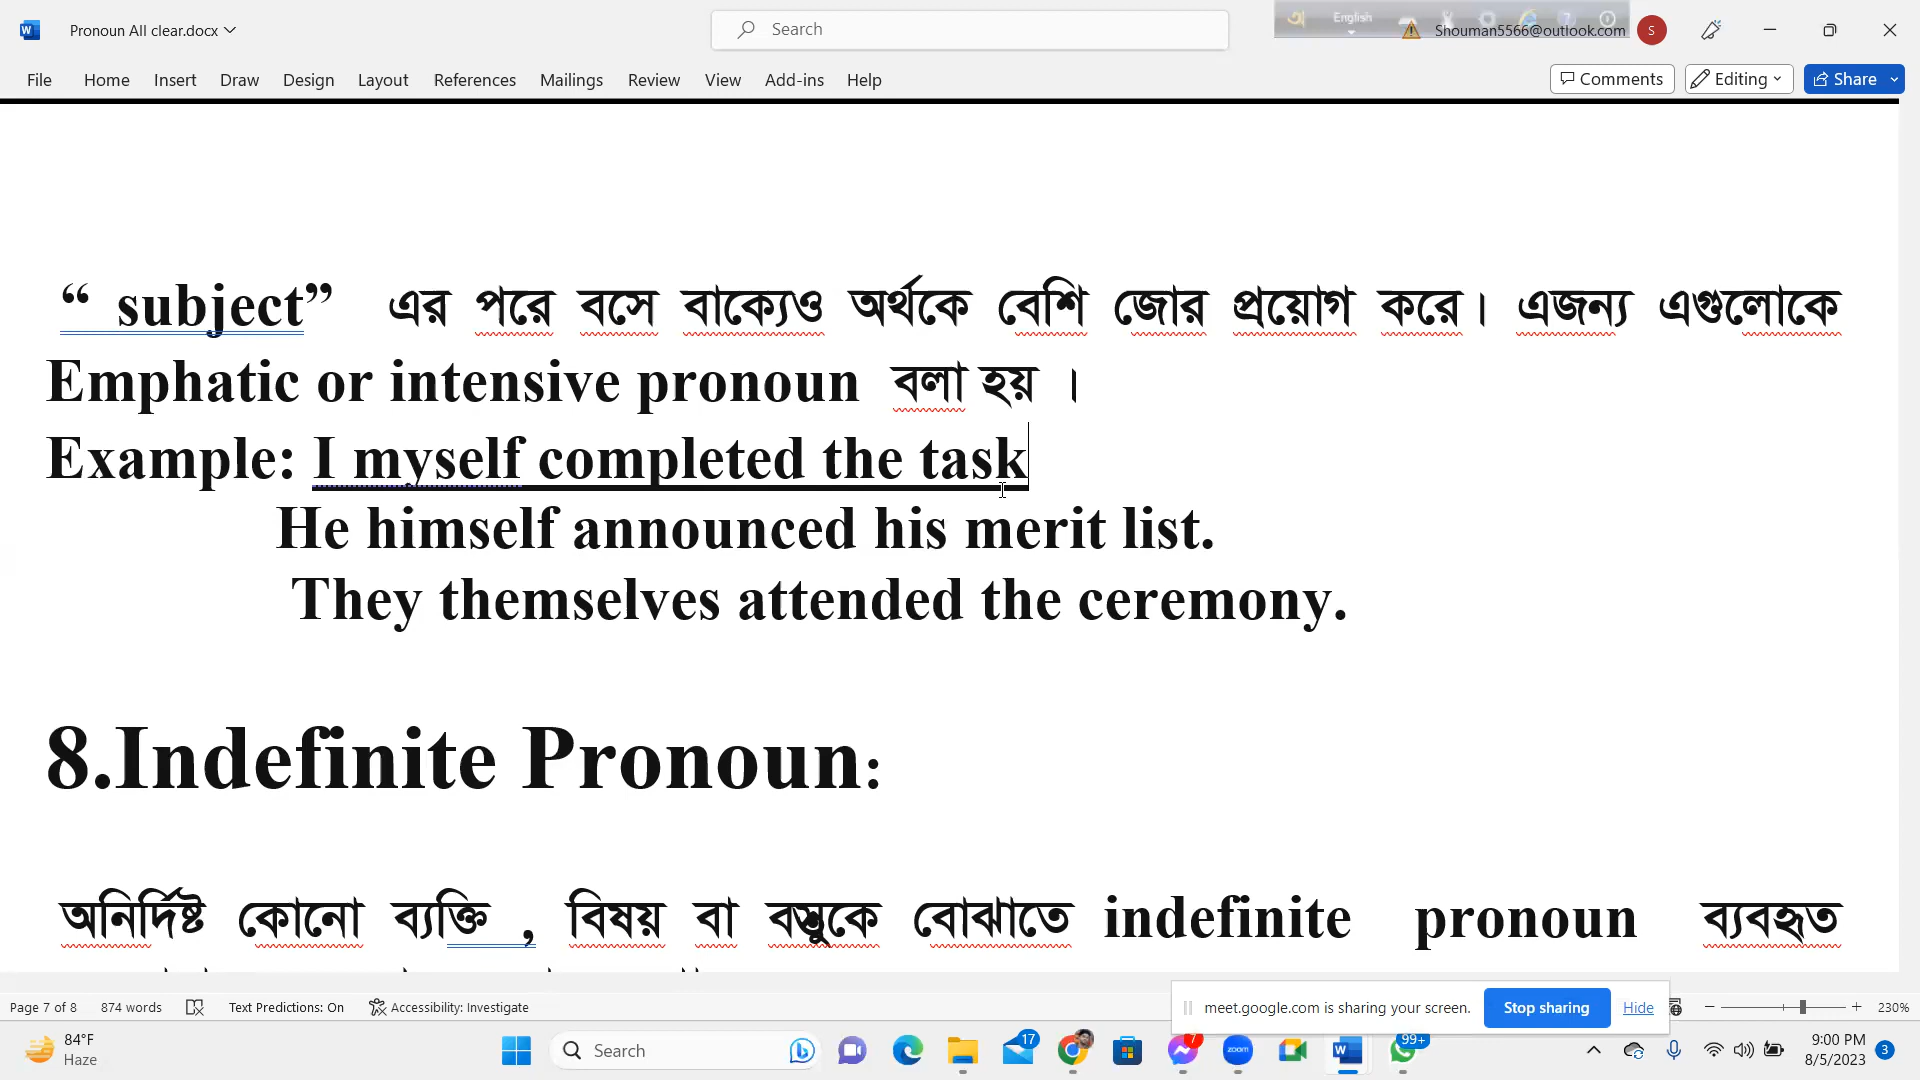 Pronoun All clear.docx
Search
English
Shouman5566@outlook.com
S
File Home Insert Draw Design Layout References Mailings Review View Add-ins Help
Comments Editing Share
“ subject” এর পরে বসে বাক্যেও অর্থকে বেশি জোর প্রয়োগ করে। এজন্য এগুলোকে
Emphatic or intensive pronoun বলা হয় ।
Example: I myself completed the task
He himself announced his merit list.
They themselves attended the ceremony.
8.Indefinite Pronoun:
অনির্দিষ্ট কোনো ব্যক্তি , বিষয় বা বস্তুকে বোঝাতে indefinite pronoun ব্যবহৃত
Page 7 of 8 874 words Text Predictions: On Accessibility: Investigate
meet.google.com is sharing your screen. Stop sharing Hide
230%
84°F
Haze
Search
17
7
zoom
99+
9:00 PM
8/5/2023
3